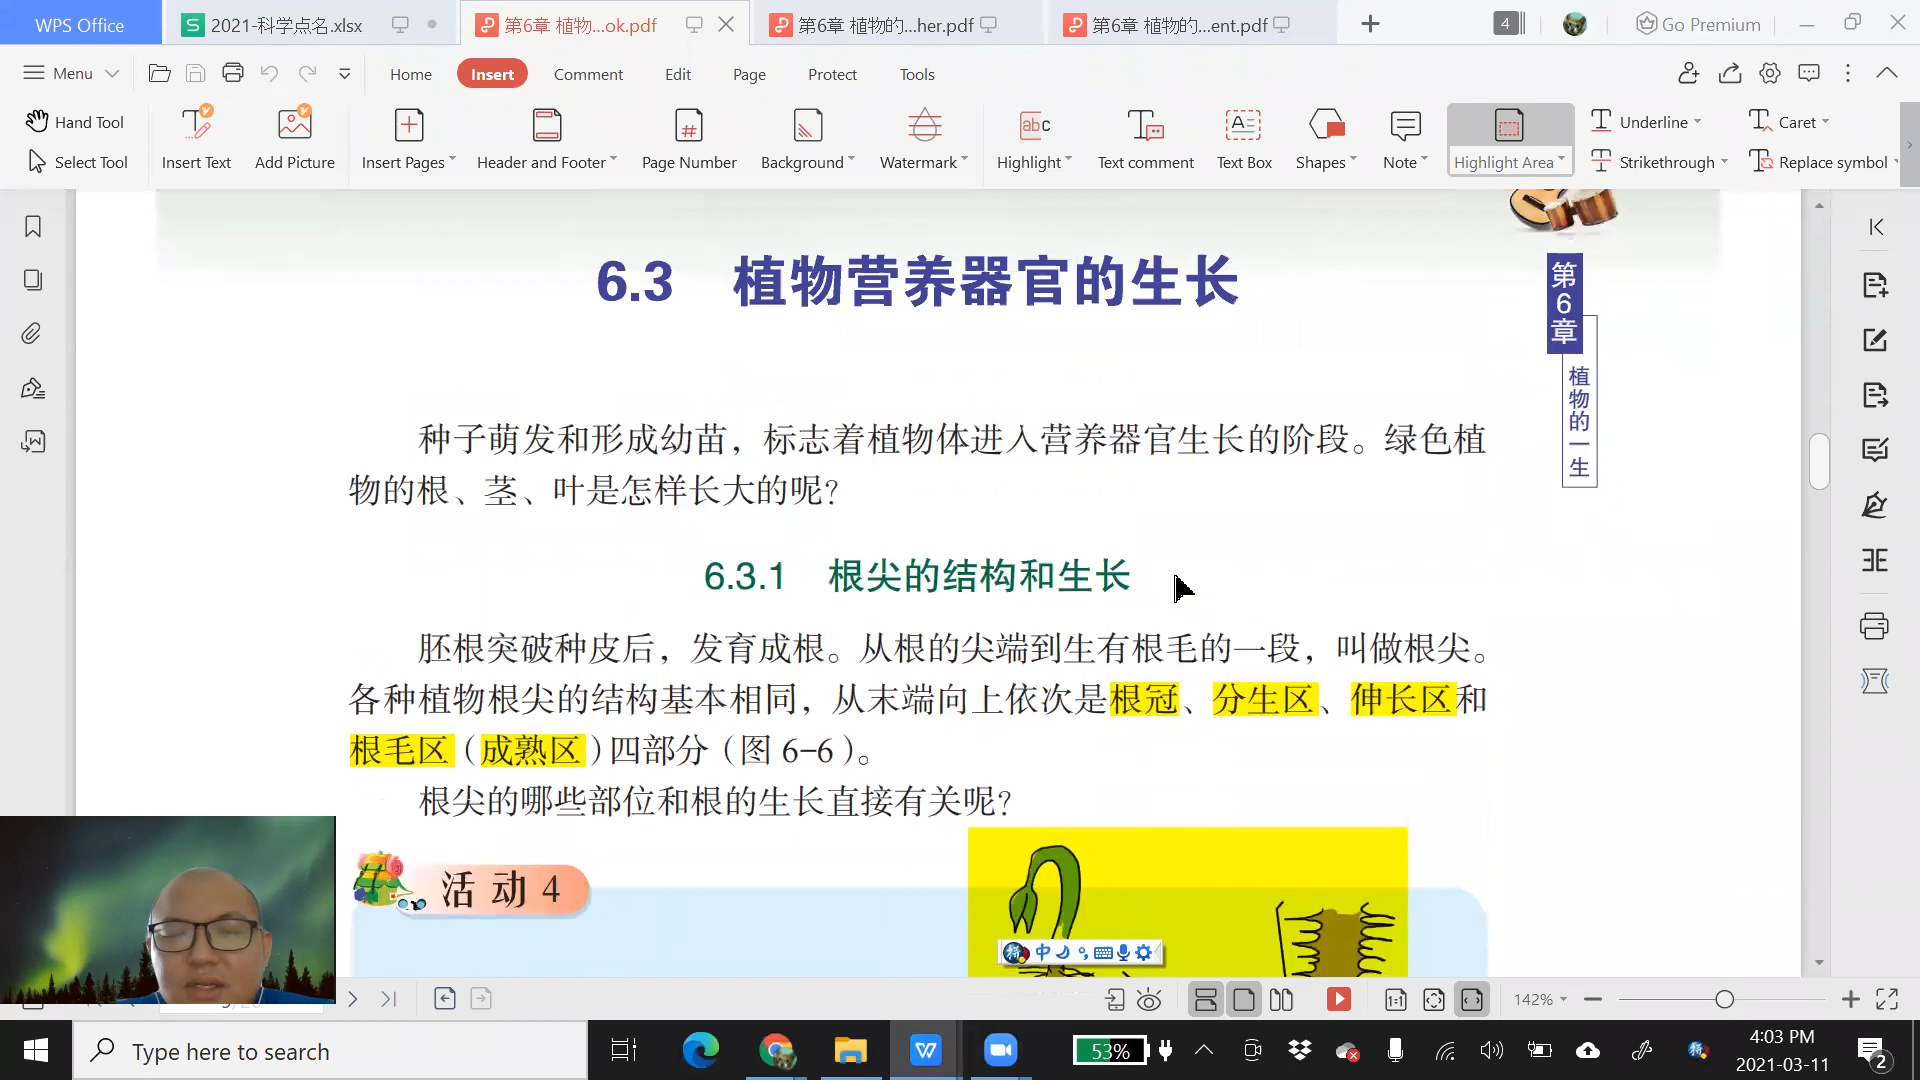 WPS Office
2021-科学点名.xlsx
第6章 植物...ok.pdf
第6章 植物的...her.pdf
第6章 植物的...ent.pdf
4
Go Premium
Menu
Home
Insert
Comment
Edit
Page
Protect
Tools
Hand Tool
Select Tool
Insert Text
Add Picture
Insert Pages
Header and Footer
Page Number
Background
Watermark
Highlight
Text comment
Text Box
Shapes
Note
Highlight Area
Underline
Strikethrough
Caret
Replace symbol
6.3 植物营养器官的生长
第6章
植物的一生
种子萌发和形成幼苗，标志着植物体进入营养器官生长的阶段。绿色植
物的根、茎、叶是怎样长大的呢？
6.3.1 根尖的结构和生长
胚根突破种皮后，发育成根。从根的尖端到生有根毛的一段，叫做根尖。
各种植物根尖的结构基本相同，从末端向上依次是根冠、分生区、伸长区和
根毛区（成熟区）四部分（图 6-6）。
根尖的哪些部位和根的生长直接有关呢？
活动4
中
142%
Type here to search
53%
4:03 PM
2021-03-11
2